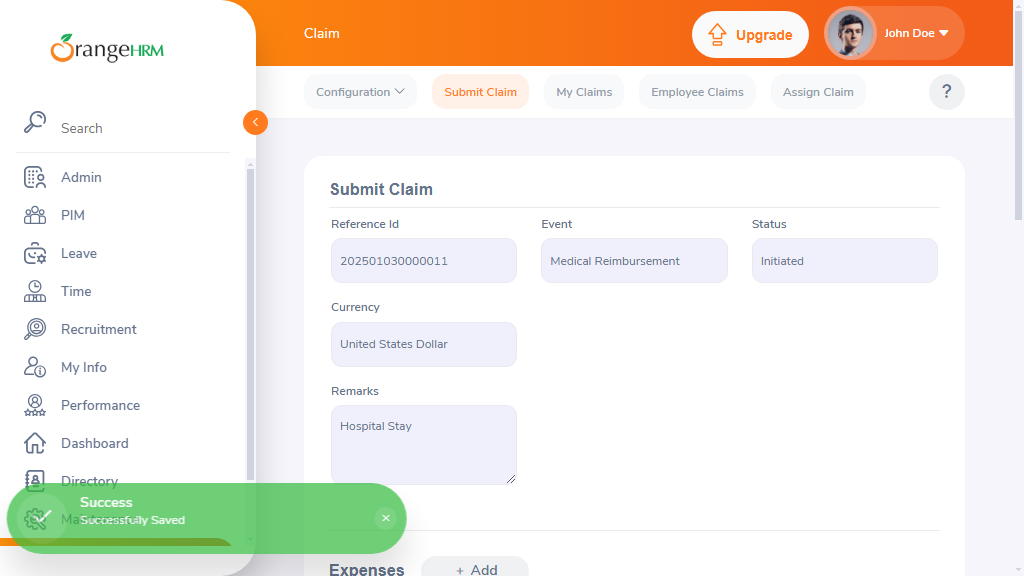 OrangeHRM
Claim
Upgrade
John Doe
Configuration
Submit Claim
My Claims
Employee Claims
Assign Claim
?
Search
Admin
PIM
Leave
Time
Recruitment
My Info
Performance
Dashboard
Directory
Success
Successfully Saved
Submit Claim
Reference Id
Event
Status
202501030000011
Medical Reimbursement
Initiated
Currency
United States Dollar
Remarks
Hospital Stay
Expenses
+ Add